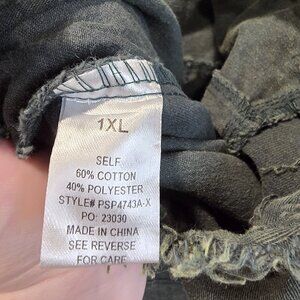 1XL
SELF
60% COTTON
40% POLYESTER
STYLE# PSP4743A-X
PO: 23030
MADE IN CHINA
SEE REVERSE
FOR CARE